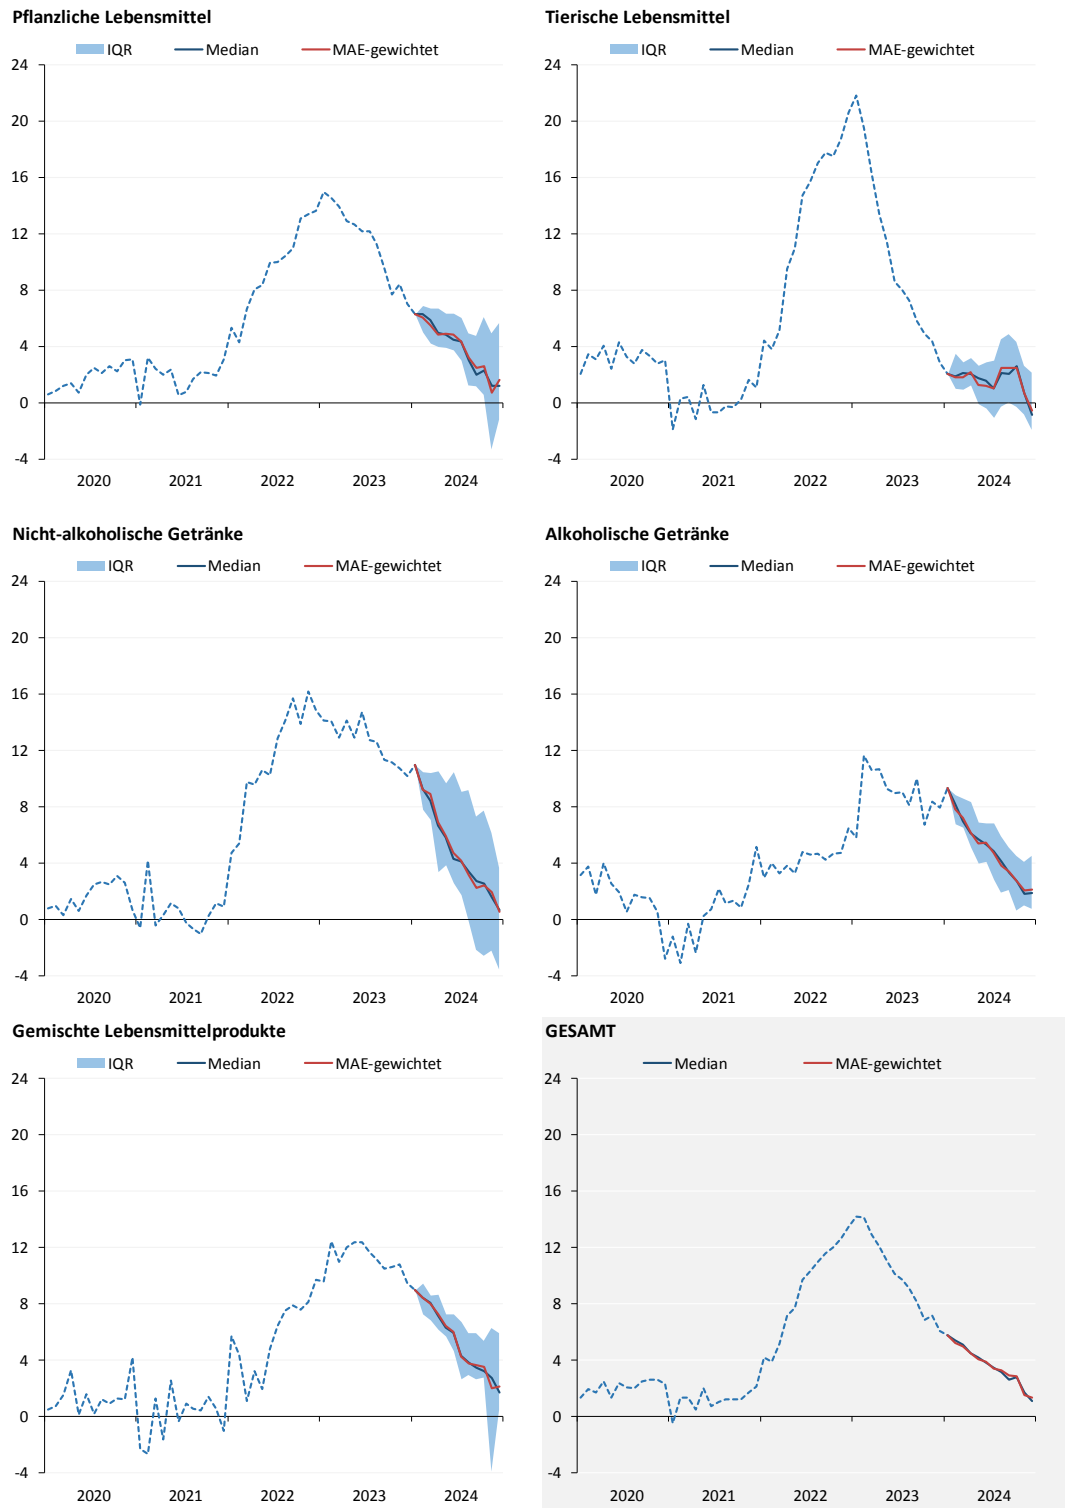 Pflanzliche Lebensmittel
IQR Median MAE-gewichtet
24
20
16
12
8
4
0
-4
2020 2021 2022 2023 2024
Tierische Lebensmittel
IQR Median MAE-gewichtet
24
20
16
12
8
4
0
-4
2020 2021 2022 2023 2024
Nicht-alkoholische Getränke
IQR Median MAE-gewichtet
24
20
16
12
8
4
0
-4
2020 2021 2022 2023 2024
Alkoholische Getränke
IQR Median MAE-gewichtet
24
20
16
12
8
4
0
-4
2020 2021 2022 2023 2024
Gemischte Lebensmittelprodukte
IQR Median MAE-gewichtet
24
20
16
12
8
4
0
-4
2020 2021 2022 2023 2024
GESAMT
Median MAE-gewichtet
24
20
16
12
8
4
0
-4
2020 2021 2022 2023 2024